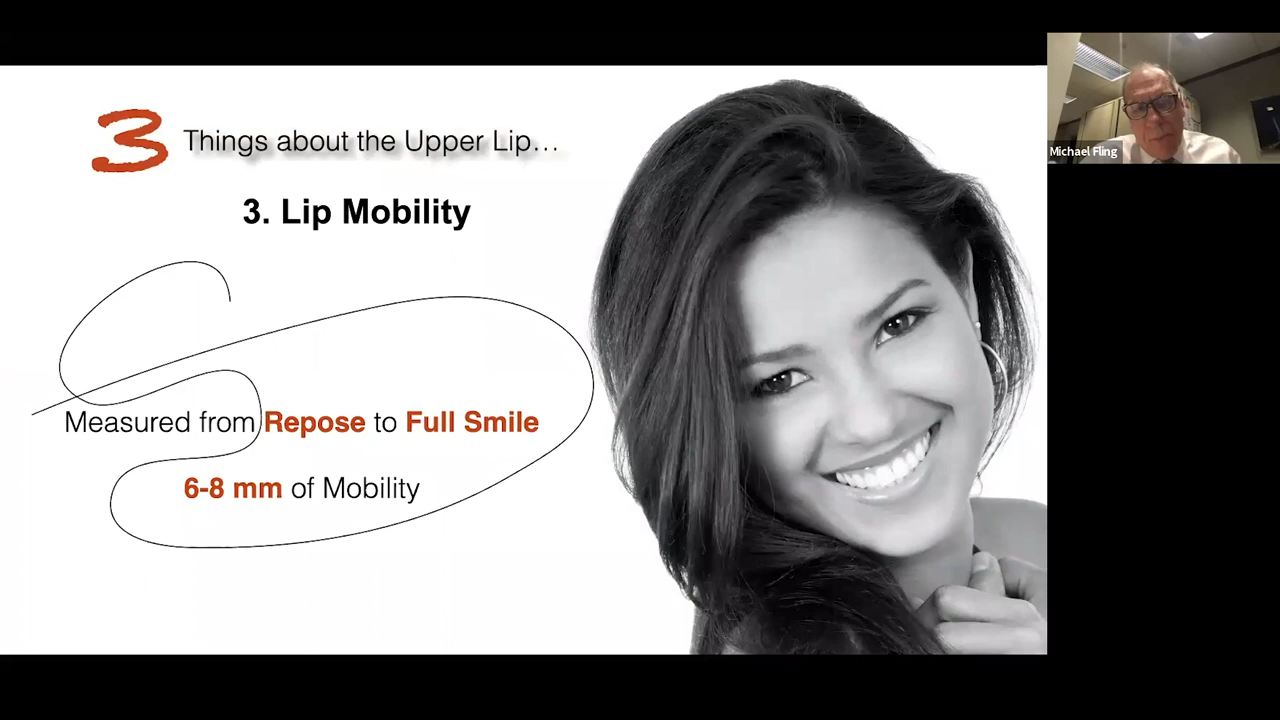 3 Things about the Upper Lip…
3. Lip Mobility
Measured from Repose to Full Smile
6-8 mm of Mobility
Michael Fling